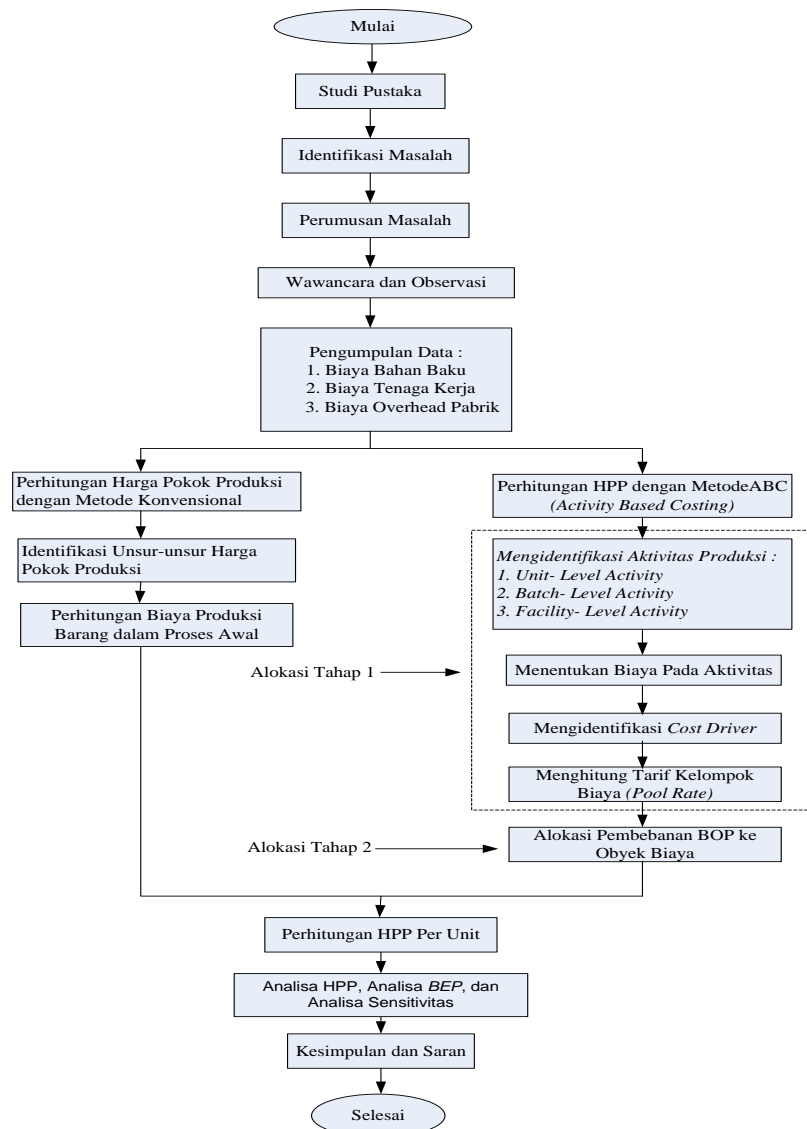 Mulai
Studi Pustaka
Identifikasi Masalah
Perumusan Masalah
Wawancara dan Observasi
Pengumpulan Data :
1. Biaya Bahan Baku
2. Biaya Tenaga Kerja
3. Biaya Overhead Pabrik
Perhitungan Harga Pokok Produksi
dengan Metode Konvensional
Identifikasi Unsur-unsur Harga
Pokok Produksi
Perhitungan Biaya Produksi
Barang dalam Proses Awal
Perhitungan HPP dengan MetodeABC
(Activity Based Costing)
Mengidentifikasi Aktivitas Produksi :
1. Unit- Level Activity
2. Batch- Level Activity
3. Facility- Level Activity
Alokasi Tahap 1
Menentukan Biaya Pada Aktivitas
Mengidentifikasi Cost Driver
Menghitung Tarif Kelompok
Biaya (Pool Rate)
Alokasi Tahap 2
Alokasi Pembebanan BOP ke
Obyek Biaya
Perhitungan HPP Per Unit
Analisa HPP, Analisa BEP, dan
Analisa Sensitivitas
Kesimpulan dan Saran
Selesai